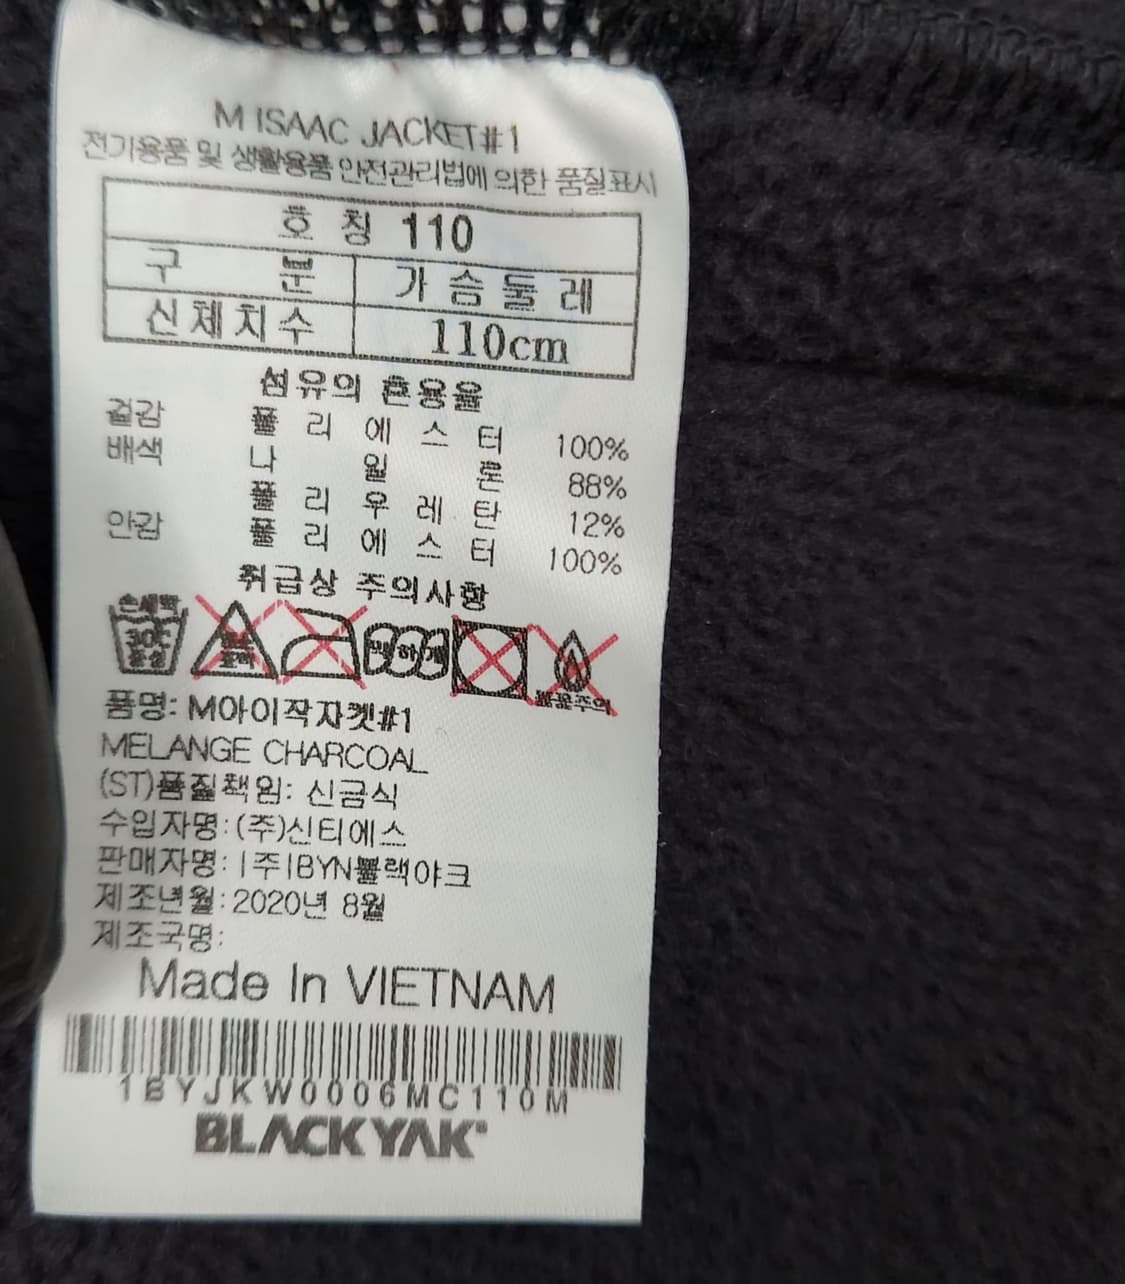 M ISAAC JACKET#1
전기용품 및 생활용품 안전관리법에 의한 품질표시
호 칭 110
구 분 가 슴 둘 레
신 체 치 수 110cm
섬유의 혼용율
겉감 폴 리 에 스 터 100%
배색 나 일 론 88%
폴 리 우 레 탄 12%
안감 폴 리 에 스 터 100%
취급상 주의사항
손세탁
30℃
중성
약하게
불꽃주의
품명: M아이작자켓#1
MELANGE CHARCOAL
(ST)품질책임: 신금식
수입자명: (주)신티에스
판매자명: |주|BYN블랙야크
제조년월: 2020년 8월
제조국명:
Made In VIETNAM
1BYJKW0006MC110M
BLACKYAK